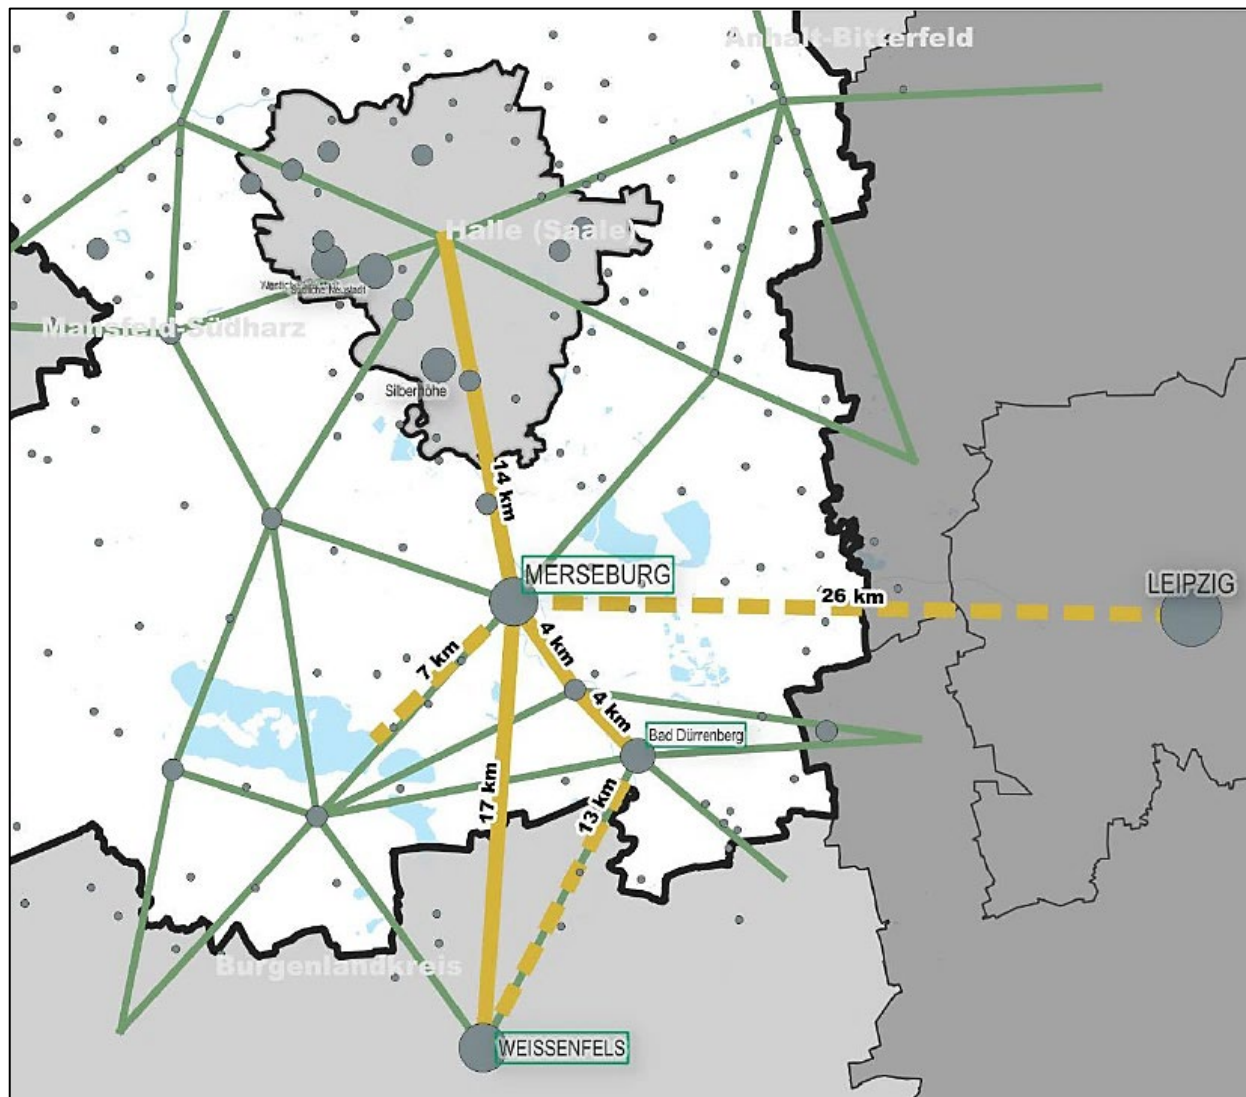 Anhalt-Bitterfeld
Halle (Saale)
Neustadt
Mansfeld-Südharz
Silberhöhe
14 km
MERSEBURG
26 km
LEIPZIG
4 km
7 km
4 km
Bad Dürrenberg
17 km
13 km
Burgenlandkreis
WEISSENFELS